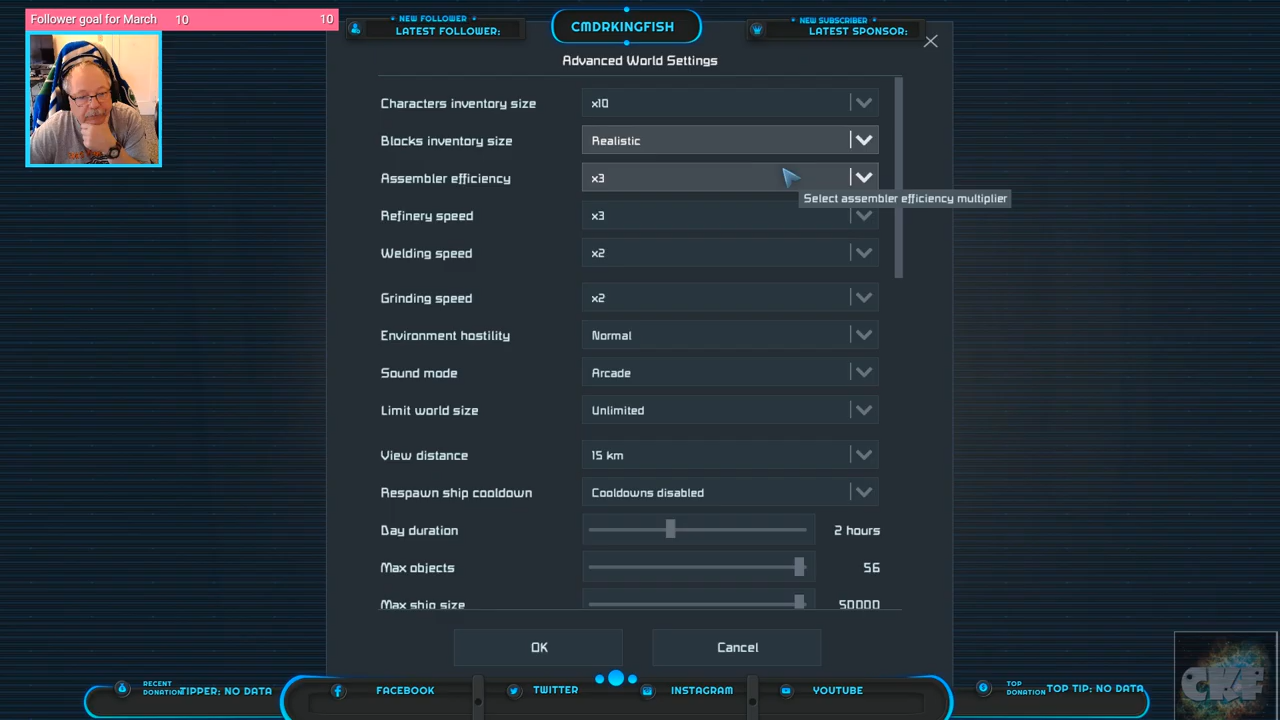 Follower goal for March 10 10
NEW FOLLOWER
LATEST FOLLOWER:
CMDRKINGFISH
NEW SUBSCRIBER
LATEST SPONSOR:
Advanced World Settings
Characters inventory size x10
Blocks inventory size Realistic
Assembler efficiency x3
Select assembler efficiency multiplier
Refinery speed x3
Welding speed x2
Grinding speed x2
Environment hostility Normal
Sound mode Arcade
Limit world size Unlimited
View distance 15 km
Respawn ship cooldown Cooldowns disabled
Day duration 2 hours
Max objects 56
Max ship size 50000
OK Cancel
RECENT
DONATION TIPPER: NO DATA
FACEBOOK TWITTER INSTAGRAM YOUTUBE
TOP
DONATION TOP TIP: NO DATA
CKF